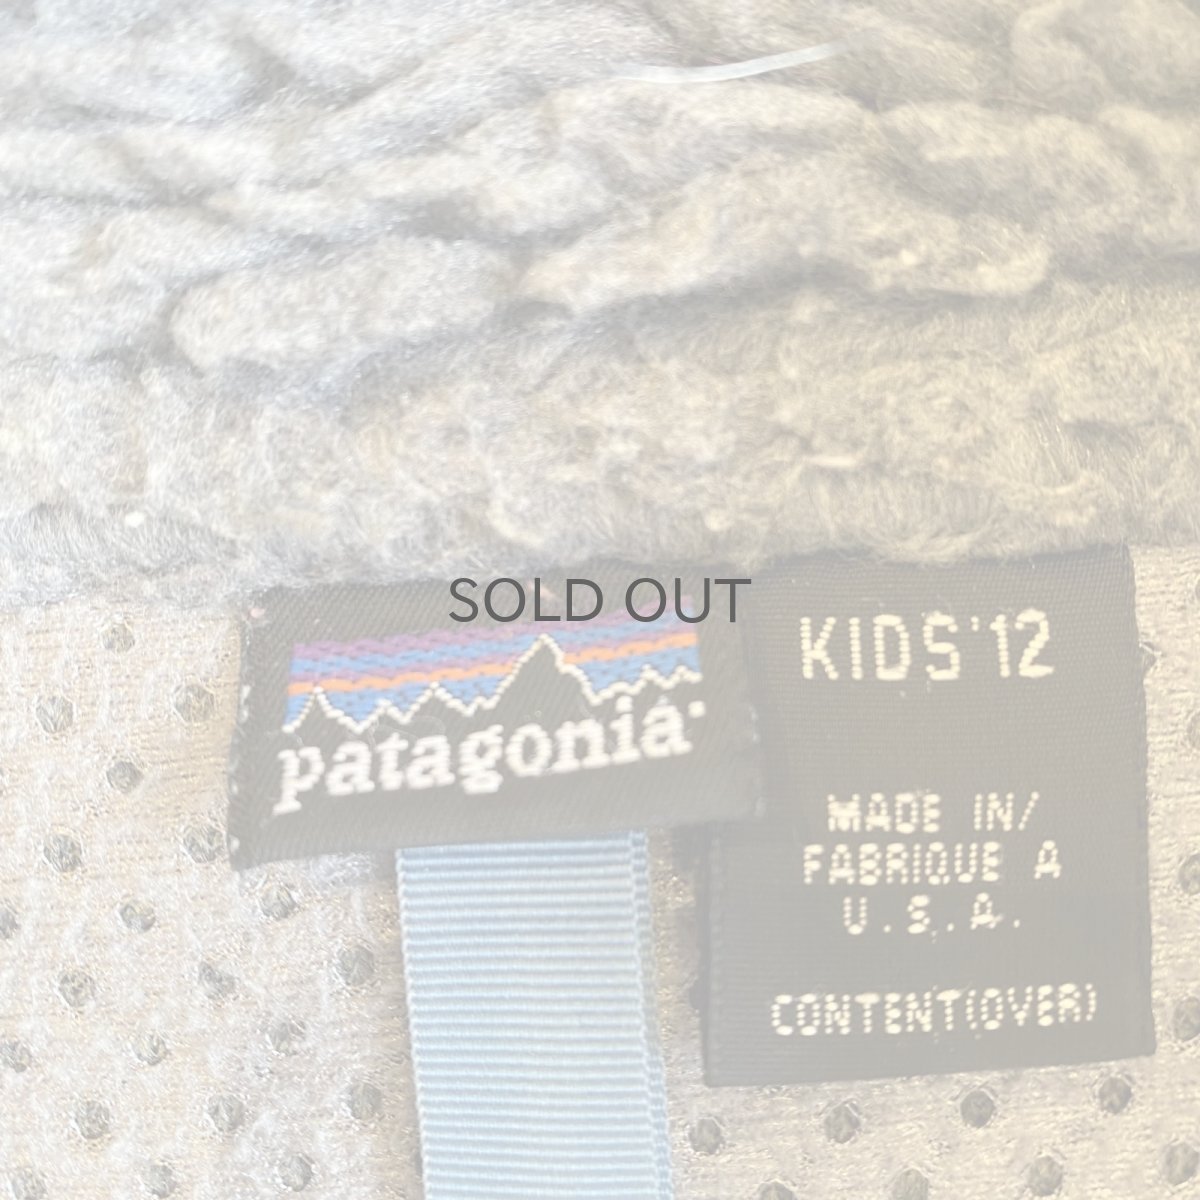 SOLD OUT
patagonia
KIDS'12
MADE IN/
FABRIQUE A
U.S.A.
CONTENT(OVER)